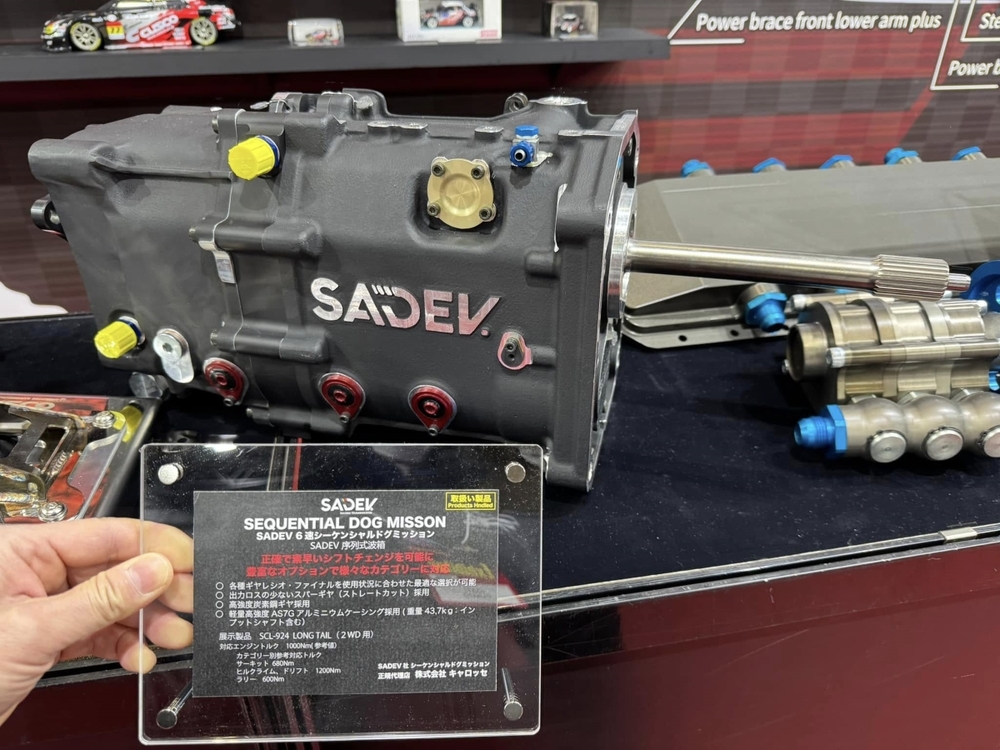 CUSCO
Power brace front lower arm plus
Power b
SADEV
SADEV
取扱い製品
Products Hndled
SEQUENTIAL DOG MISSON
SADEV 6 速シーケンシャルドグミッション
SADEV 序列式波箱
正確で素早いシフトチェンジを可能に
豊富なオプションで様々なカテゴリーに対応
○ 各種ギヤレシオ・ファイナルを使用状況に合わせた最適な選択が可能
○ 出力ロスの少ないスパーギヤ（ストレートカット）採用
○ 高強度炭素鋼ギヤ採用
○ 軽量高強度 AS7G アルミニウムケーシング採用 ( 重量 43,7kg：イン
プットシャフト含む）
展示製品 SCL-924 LONG TAIL（２WD 用）
対応エンジントルク 1000Nm( 参考値）
カテゴリー別参考対応トルク
サーキット 680Nm
ヒルクライム、ドリフト 1200Nm
ラリー 600Nm
SADEV 社 シーケンシャルドグミッション
正規代理店 株式会社 キャロッセ